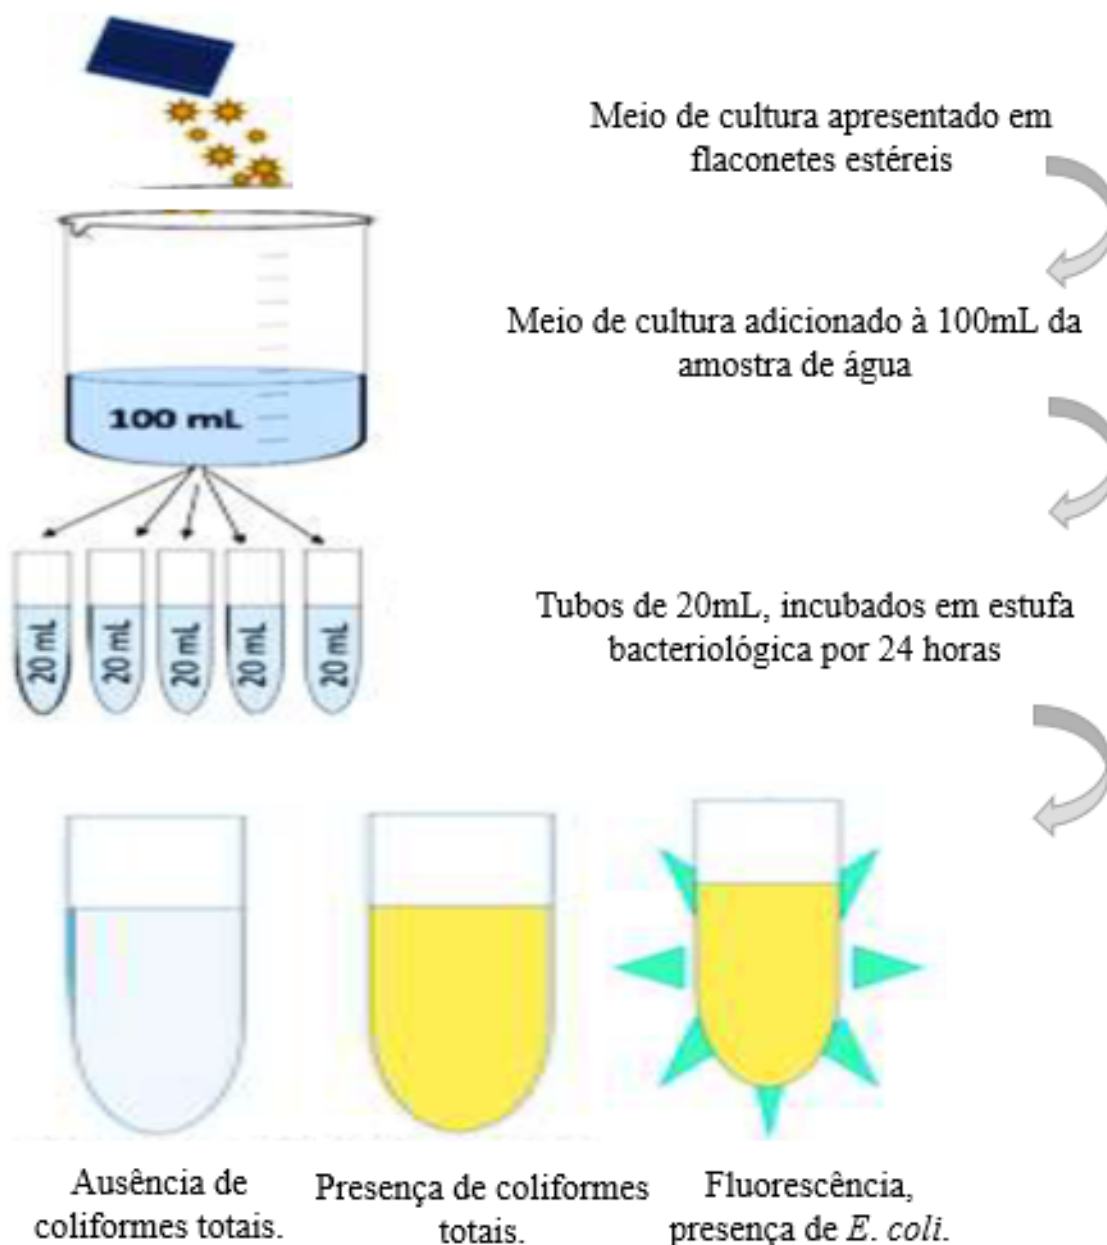 Meio de cultura apresentado em
flaconetes estéreis
Meio de cultura adicionado à 100mL da
amostra de água
100 mL
Tubos de 20mL, incubados em estufa
bacteriológica por 24 horas
20 mL
20 mL
20 mL
20 mL
20 mL
Ausência de
coliformes totais.
Presença de coliformes
totais.
Fluorescência,
presença de E. coli.